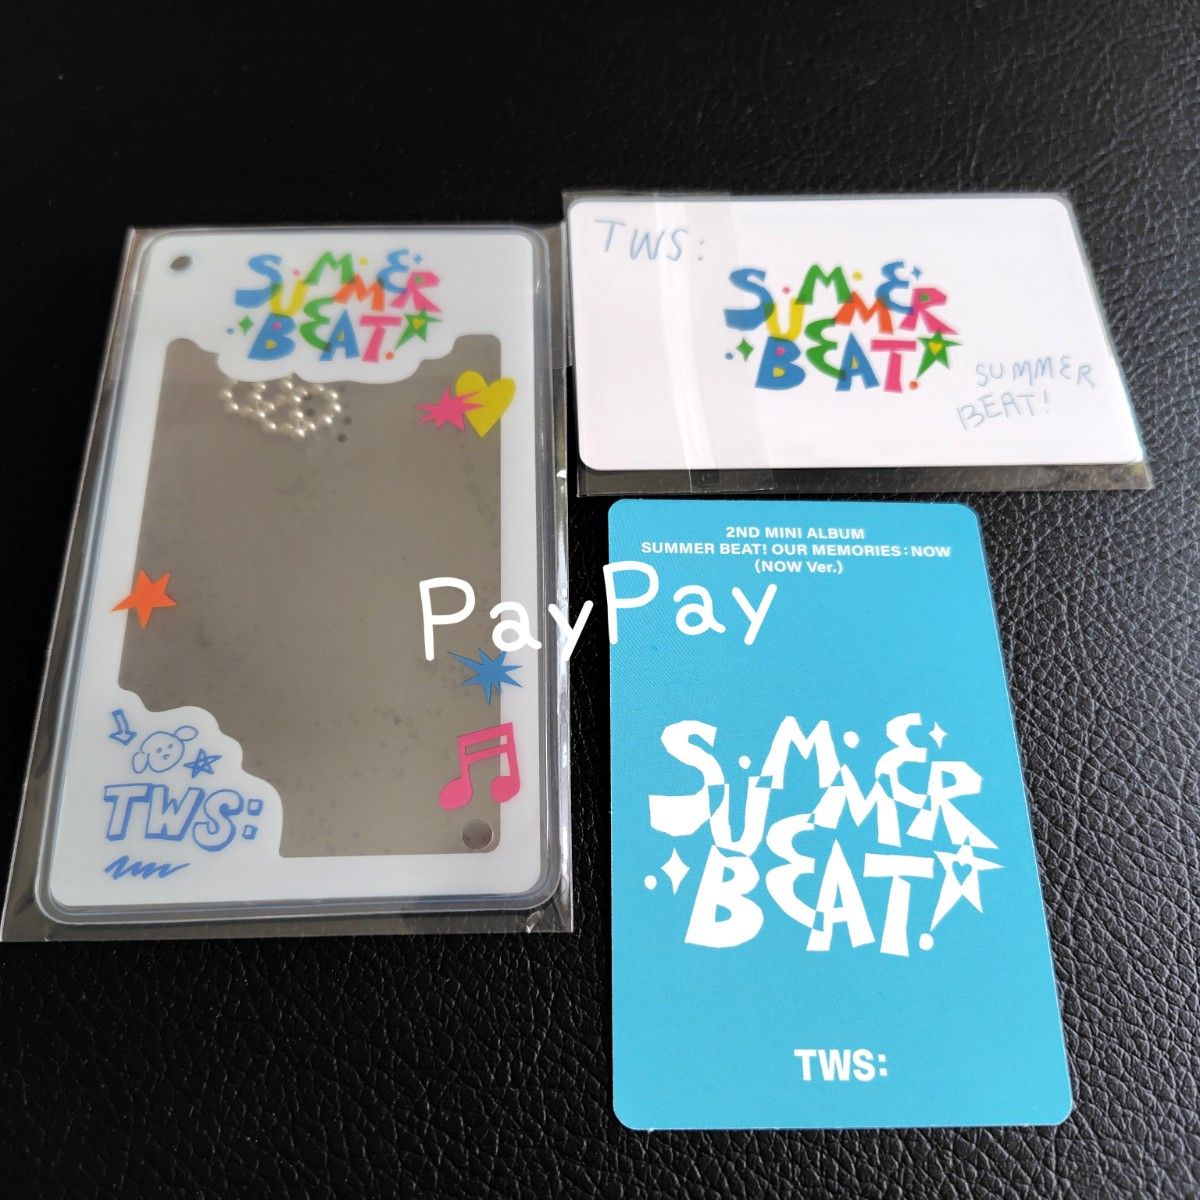 SUMMER
BEAT!
TWS:
TWS:
SUMMER
BEAT!
SUMMER
BEAT!
2ND MINI ALBUM
SUMMER BEAT! OUR MEMORIES : NOW
(NOW Ver.)
PayPay
SUMMER
BEAT!
TWS: